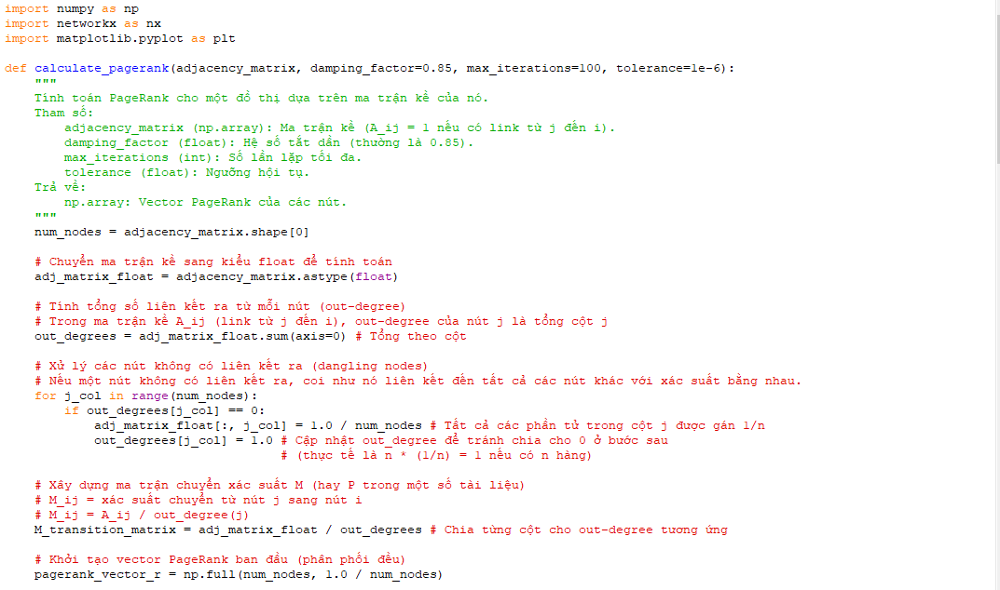 import numpy as np
import networkx as nx
import matplotlib.pyplot as plt
def calculate_pagerank(adjacency_matrix, damping_factor=0.85, max_iterations=100, tolerance=1e-6):
"""
Tính toán PageRank cho một đồ thị dựa trên ma trận kề của nó.
Tham số:
adjacency_matrix (np.array): Ma trận kề (A_ij = 1 nếu có link từ j đến i).
damping_factor (float): Hệ số tắt dần (thường là 0.85).
max_iterations (int): Số lần lặp tối đa.
tolerance (float): Ngưỡng hội tụ.
Trả về:
np.array: Vector PageRank của các nút.
"""
num_nodes = adjacency_matrix.shape[0]
# Chuyển ma trận kề sang kiểu float để tính toán
adj_matrix_float = adjacency_matrix.astype(float)
# Tính tổng số liên kết ra từ mỗi nút (out-degree)
# Trong ma trận kề A_ij (link từ j đến i), out-degree của nút j là tổng cột j
out_degrees = adj_matrix_float.sum(axis=0) # Tổng theo cột
# Xử lý các nút không có liên kết ra (dangling nodes)
# Nếu một nút không có liên kết ra, coi như nó liên kết đến tất cả các nút khác với xác suất bằng nhau.
for j_col in range(num_nodes):
if out_degrees[j_col] == 0:
adj_matrix_float[:, j_col] = 1.0 / num_nodes # Tất cả các phần tử trong cột j được gán 1/n
out_degrees[j_col] = 1.0 # Cập nhật out_degree để tránh chia cho 0 ở bước sau
# (thực tế là n * (1/n) = 1 nếu có n hàng)
# Xây dựng ma trận chuyển xác suất M (hay P trong một số tài liệu)
# M_ij = xác suất chuyển từ nút j sang nút i
# M_ij = A_ij / out_degree(j)
M_transition_matrix = adj_matrix_float / out_degrees # Chia từng cột cho out-degree tương ứng
# Khởi tạo vector PageRank ban đầu (phân phối đều)
pagerank_vector_r = np.full(num_nodes, 1.0 / num_nodes)